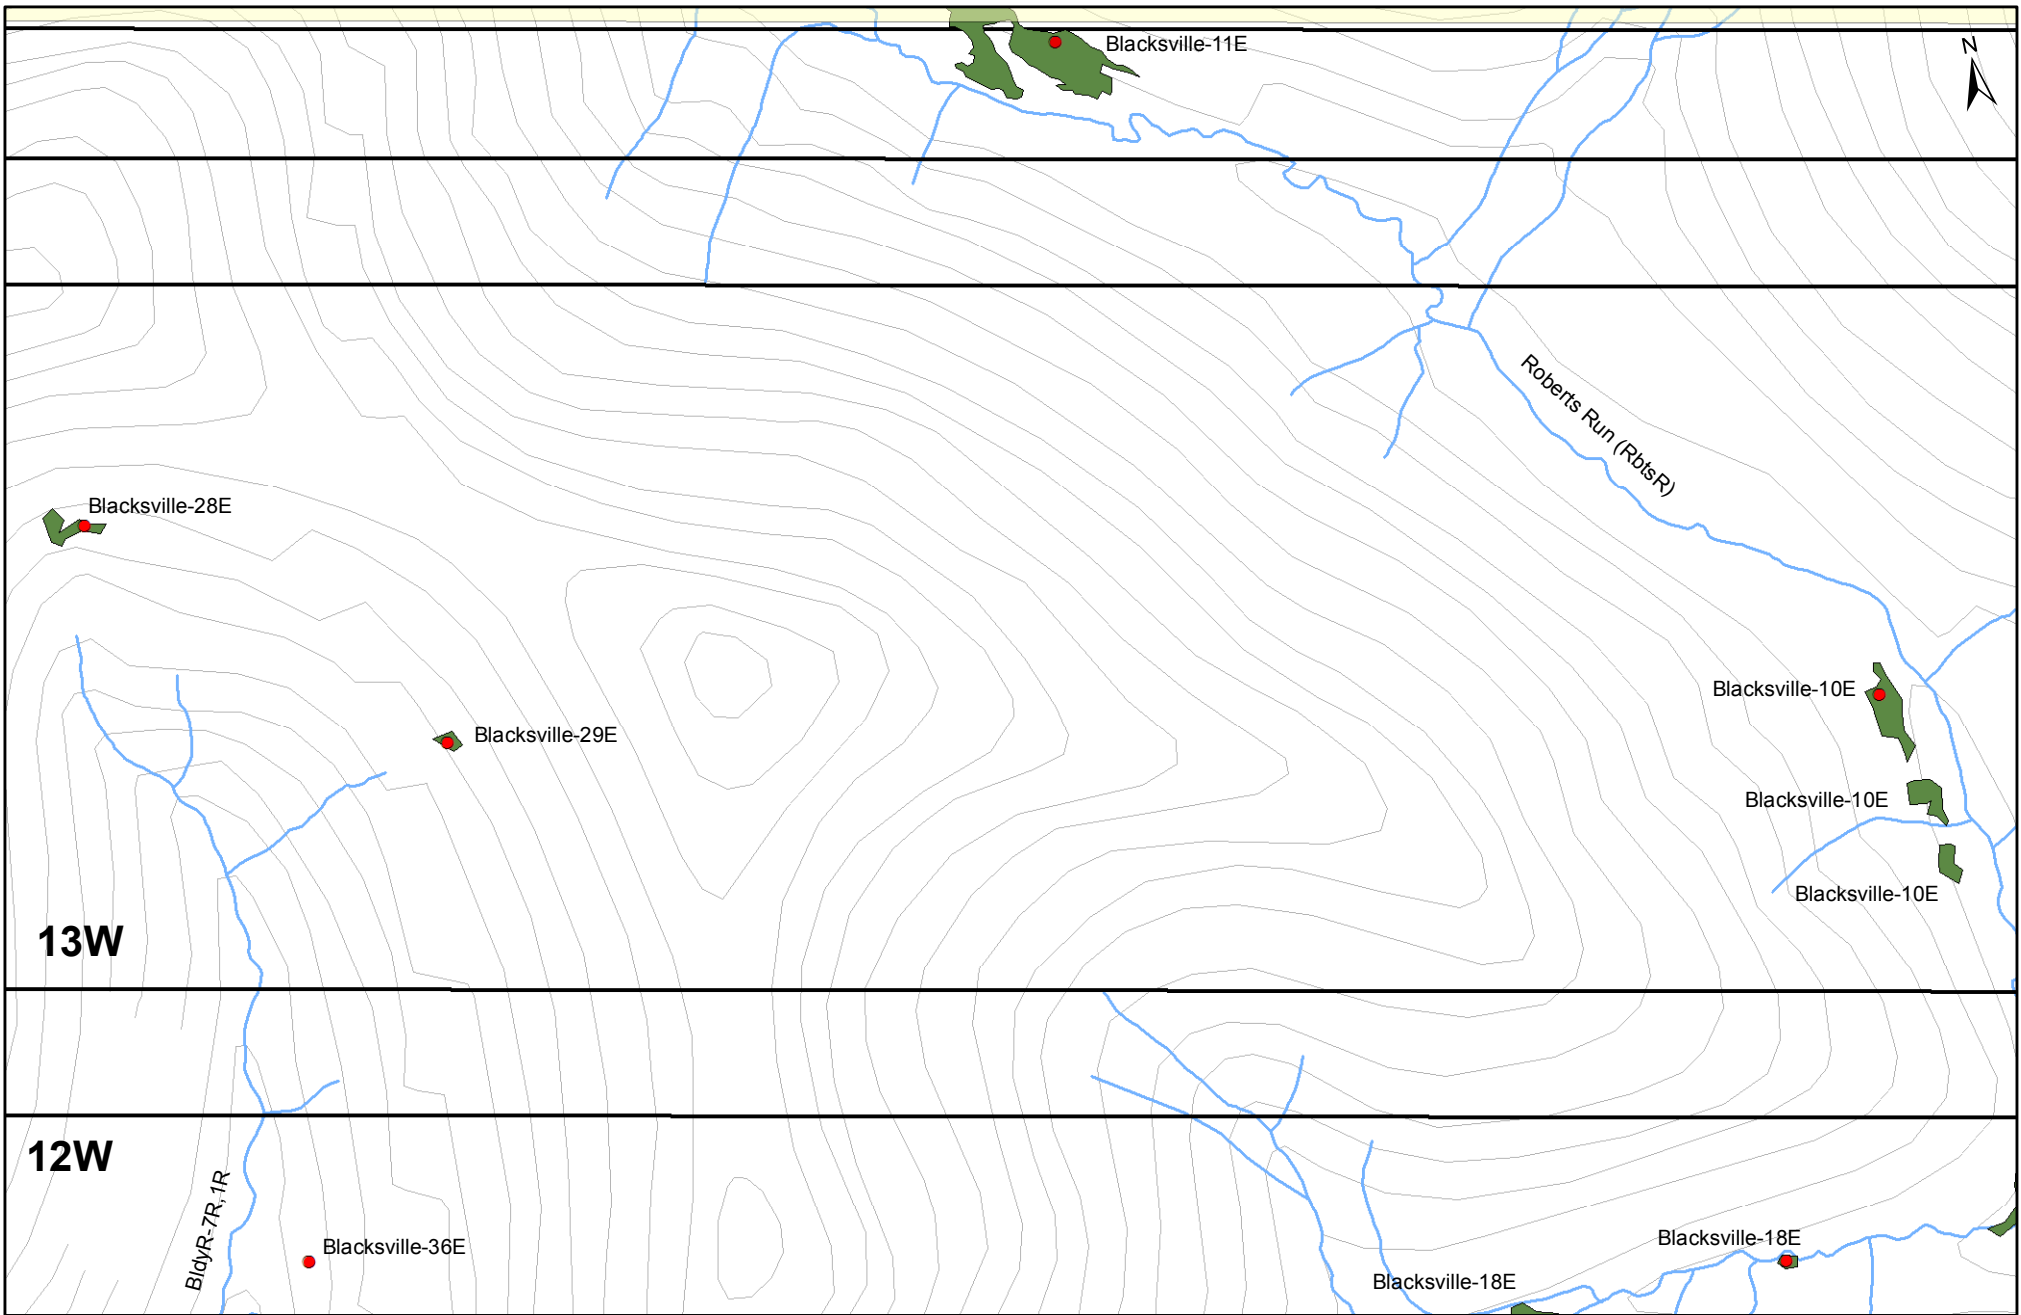 Blacksville-11E
N
Roberts Run (RbtsR)
Blacksville-28E
Blacksville-10E
Blacksville-29E
Blacksville-10E
Blacksville-10E
13W
12W
BldyR-7R,1R
Blacksville-36E
Blacksville-18E
Blacksville-18E